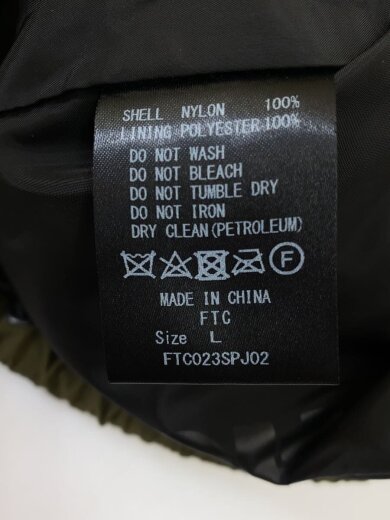 SHELL NYLON 100%
LINING POLYESTER 100%
DO NOT WASH
DO NOT BLEACH
DO NOT TUMBLE DRY
DO NOT IRON
DRY CLEAN(PETROLEUM)
F
MADE IN CHINA
FTC
Size L
FTC023SPJ02